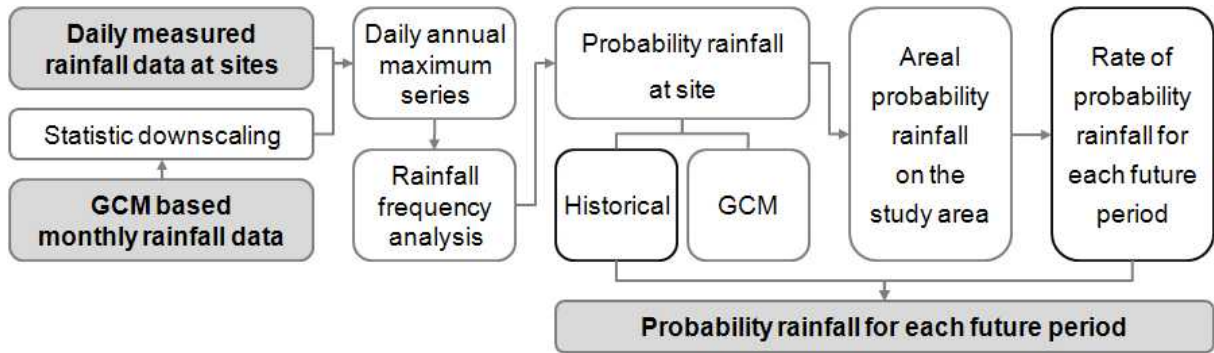 Daily measured
rainfall data at sites
Statistic downscaling
GCM based
monthly rainfall data
Daily annual
maximum
series
Rainfall
frequency
analysis
Probability rainfall
at site
Historical
GCM
Areal
probability
rainfall
on the
study area
Rate of
probability
rainfall for
each future
period
Probability rainfall for each future period